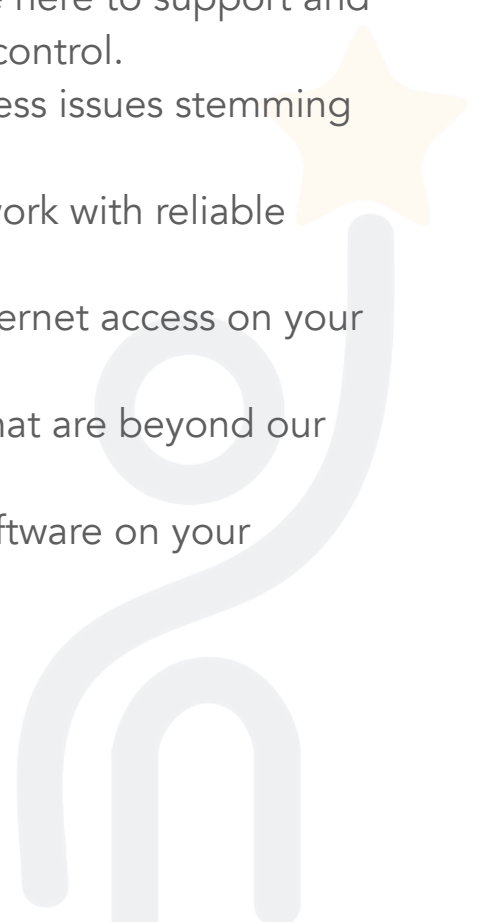 here to support and
control.
ess issues stemming
ork with reliable
ernet access on your
hat are beyond our
ftware on your